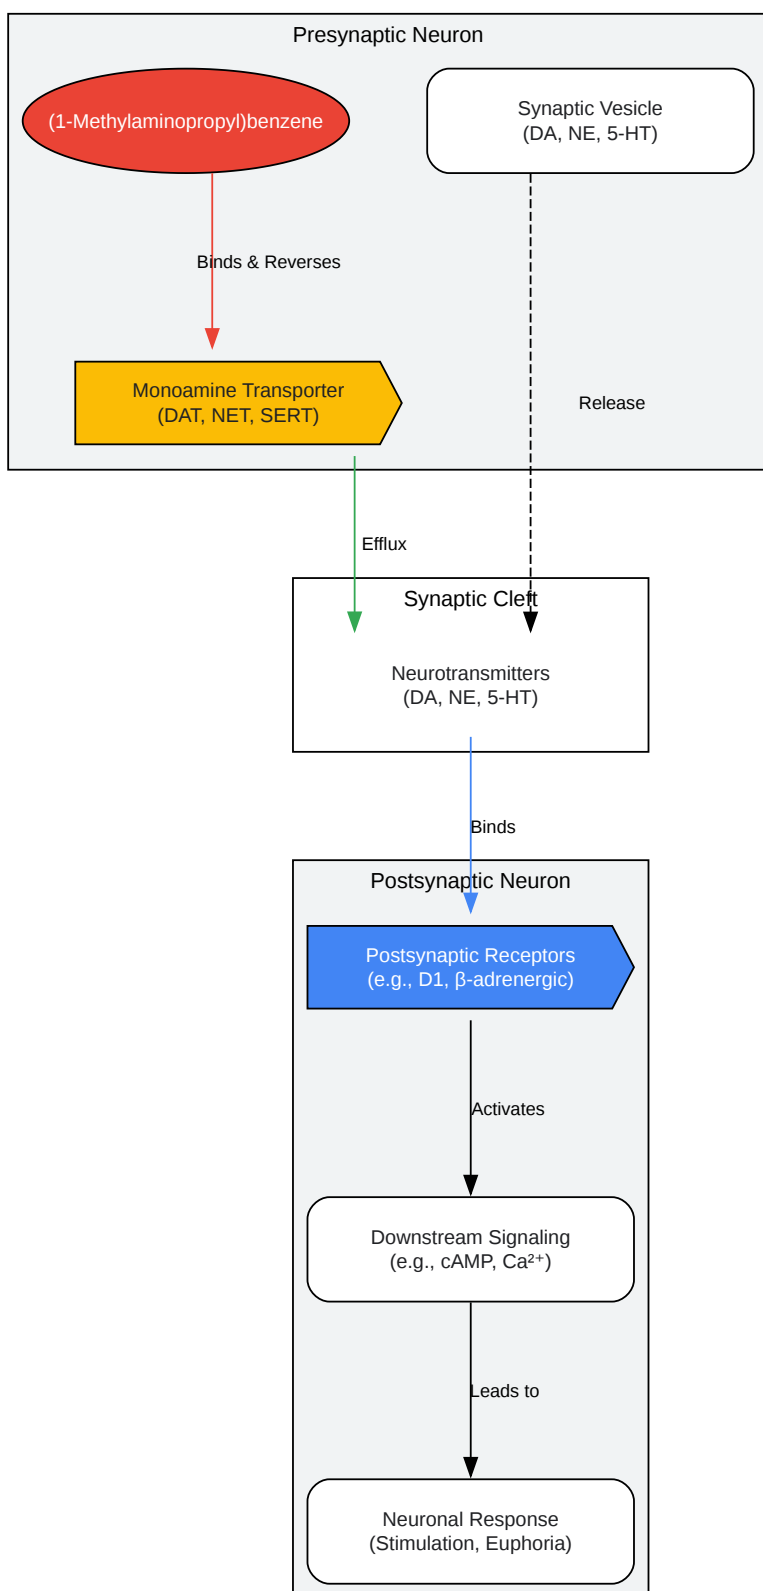 Presynaptic Neuron
(1-Methylaminopropyl)benzene
Synaptic Vesicle
(DA, NE, 5-HT)
Binds & Reverses
Monoamine Transporter
(DAT, NET, SERT)
Release
Efflux
Synaptic Cleft
Neurotransmitters
(DA, NE, 5-HT)
Binds
Postsynaptic Neuron
Postsynaptic Receptors
(e.g., D1, β-adrenergic)
Activates
Downstream Signaling
(e.g., cAMP, Ca²⁺)
Leads to
Neuronal Response
(Stimulation, Euphoria)